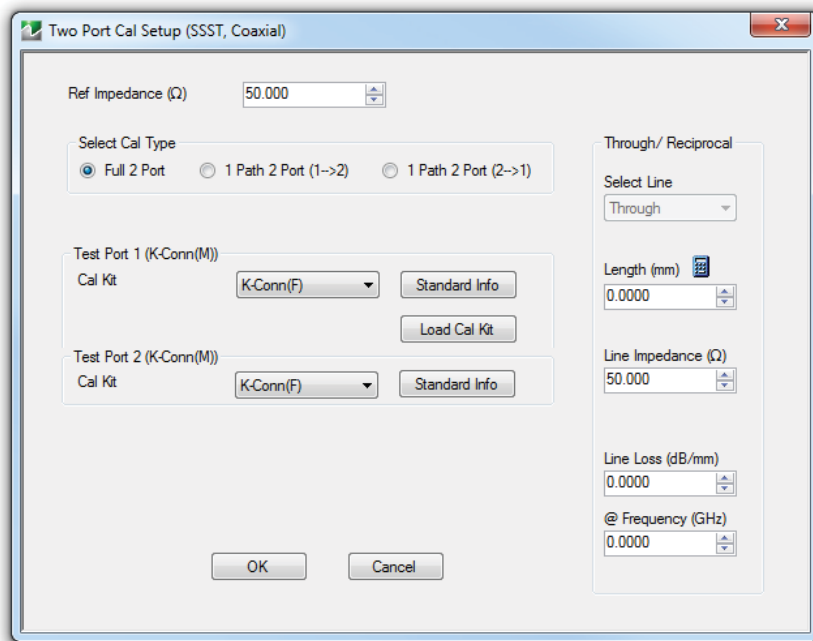 Two Port Cal Setup (SSST, Coaxial)
Ref Impedance (Ω) 50.000
Select Cal Type
Full 2 Port 1 Path 2 Port (1-->2) 1 Path 2 Port (2-->1)
Test Port 1 (K-Conn(M))
Cal Kit K-Conn(F) Standard Info
Load Cal Kit
Test Port 2 (K-Conn(M))
Cal Kit K-Conn(F) Standard Info
Through/ Reciprocal
Select Line
Through
Length (mm)
0.0000
Line Impedance (Ω)
50.000
Line Loss (dB/mm)
0.0000
@ Frequency (GHz)
0.0000
OK Cancel